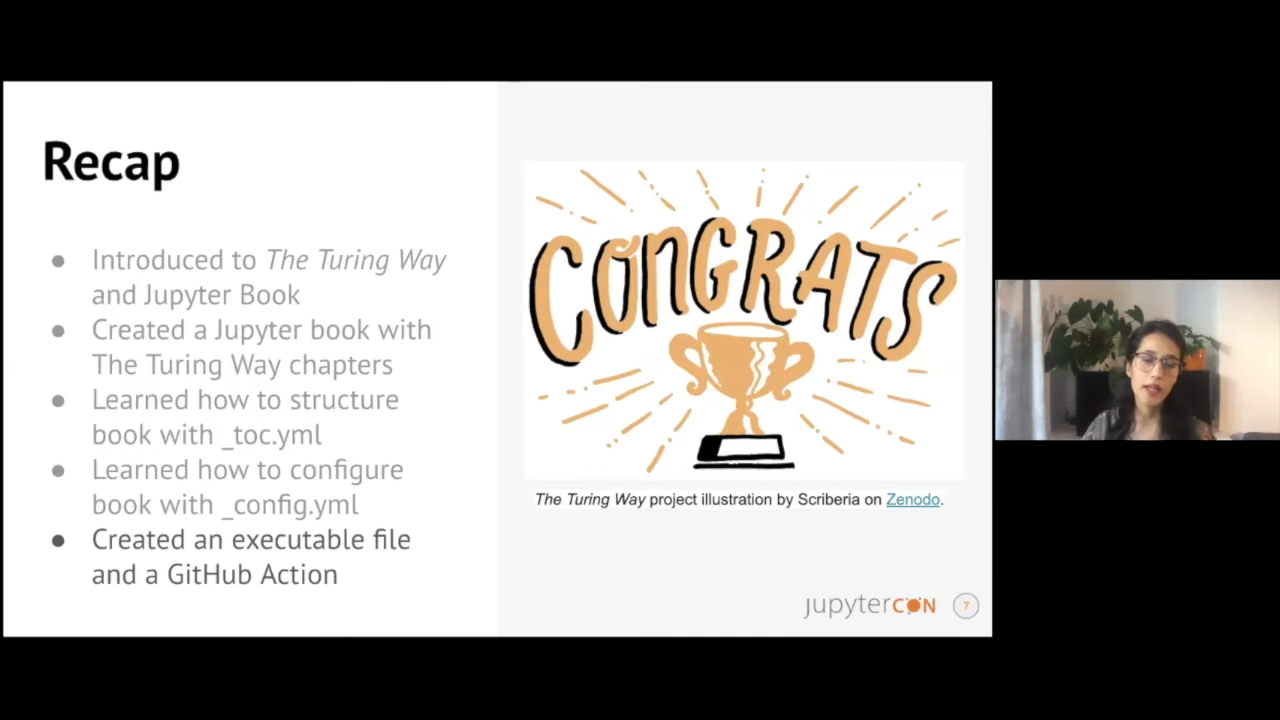 Recap
● Introduced to The Turing Way
and Jupyter Book
● Created a Jupyter book with
The Turing Way chapters
● Learned how to structure
book with _toc.yml
● Learned how to configure
book with _config.yml
● Created an executable file
and a GitHub Action
CONGRATS
The Turing Way project illustration by Scriberia on Zenodo.
jupyterCON 7